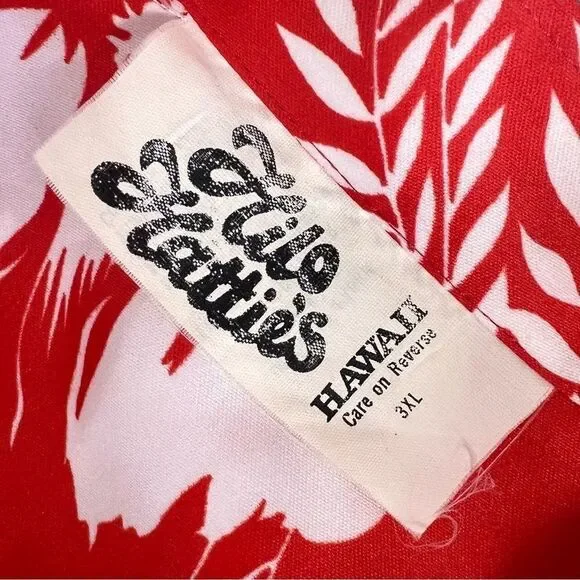 Hilo
Hattie's
HAWAII
Care on Reverse
3XL